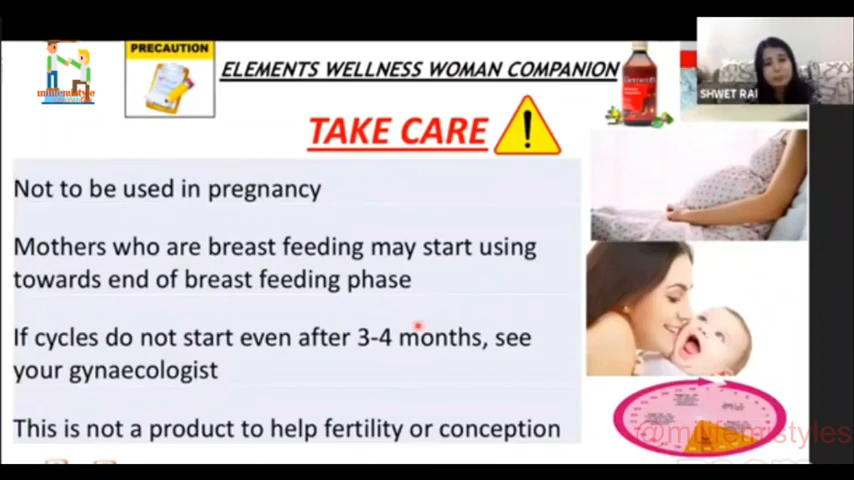 PRECAUTION
ELEMENTS WELLNESS WOMAN COMPANION
SHWET RAI
TAKE CARE
Not to be used in pregnancy
Mothers who are breast feeding may start using
towards end of breast feeding phase
If cycles do not start even after 3-4 months, see
your gynaecologist
This is not a product to help fertility or conception